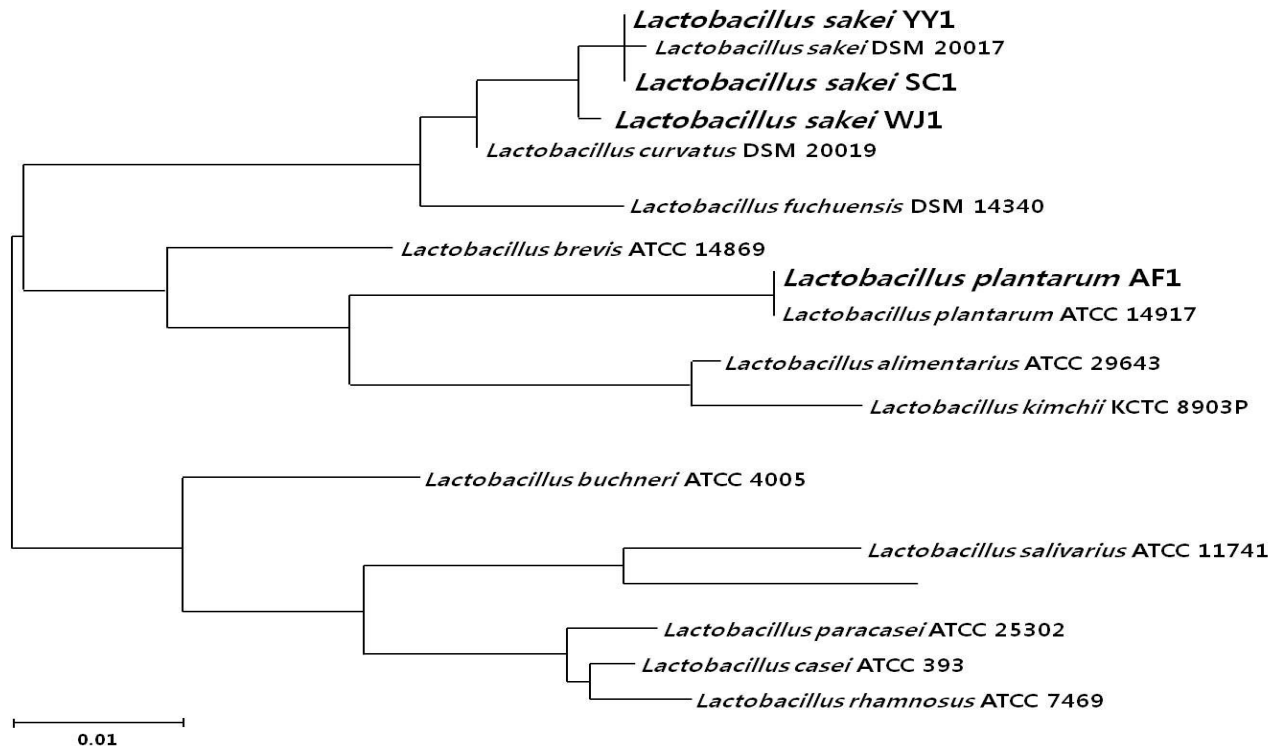 Lactobacillus sakei YY1
Lactobacillus sakei DSM 20017
Lactobacillus sakei SC1
Lactobacillus sakei WJ1
Lactobacillus curvatus DSM 20019
Lactobacillus fuchuensis DSM 14340
Lactobacillus brevis ATCC 14869
Lactobacillus plantarum AF1
Lactobacillus plantarum ATCC 14917
Lactobacillus alimentarius ATCC 29643
Lactobacillus kimchii KCTC 8903P
Lactobacillus buchneri ATCC 4005
Lactobacillus salivarius ATCC 11741
Lactobacillus paracasei ATCC 25302
Lactobacillus casei ATCC 393
Lactobacillus rhamnosus ATCC 7469
0.01